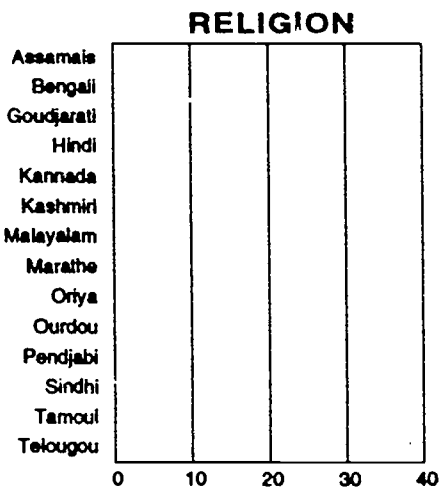 RELIGION
Assamais
Bengali
Goudjarati
Hindi
Kannada
Kashmiri
Malayalam
Marathe
Oriya
Ourdou
Pendjabi
Sindhi
Tamoul
Telougou
0 10 20 30 40